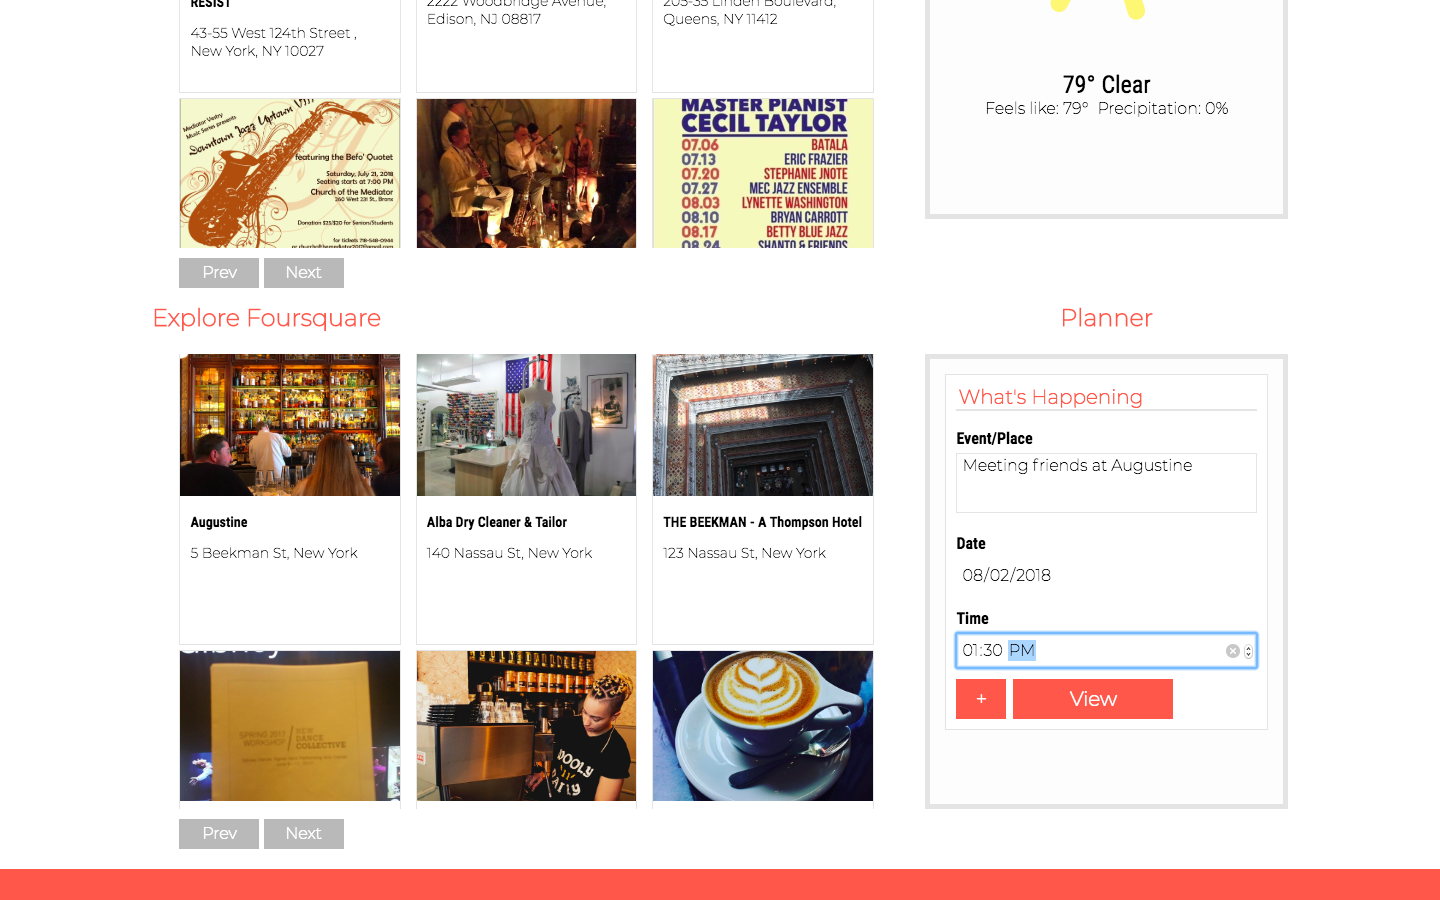 RESIST
43-55 West 124th Street ,
New York, NY 10027
2222 Woodbridge Avenue,
Edison, NJ 08817
205-35 Linden Boulevard,
Queens, NY 11412
79° Clear
Feels like: 79° Precipitation: 0%
Mediator Vestry
Music Series presents
Downtown Jazz Uptown VIII
featuring the Befo' Quotet
Saturday, July 21, 2018
Seating starts at 7:00 PM
Church of the Mediator
260 West 231 St., Bronx
Donation $25/$20 for Seniors/Students
for tickets 718-548-0944
or churchofthemediator2017@gmail.com
MASTER PIANIST
CECIL TAYLOR
07.06 BATALA
07.13 ERIC FRAZIER
07.20 STEPHANIE JNOTE
07.27 MEC JAZZ ENSEMBLE
08.03 LYNETTE WASHINGTON
08.10 BRYAN CARROTT
08.17 BETTY BLUE JAZZ
08.24 SHANTO & FRIENDS
Prev Next
Explore Foursquare
Augustine
5 Beekman St, New York
Alba Dry Cleaner & Tailor
140 Nassau St, New York
THE BEEKMAN - A Thompson Hotel
123 Nassau St, New York
SPRING 2017
WORKSHOP
DANCE
COLLECTIVE
WOOLY
DAILY
Prev Next
Planner
What's Happening
Event/Place
Meeting friends at Augustine
Date
08/02/2018
Time
01:30 PM
+ View